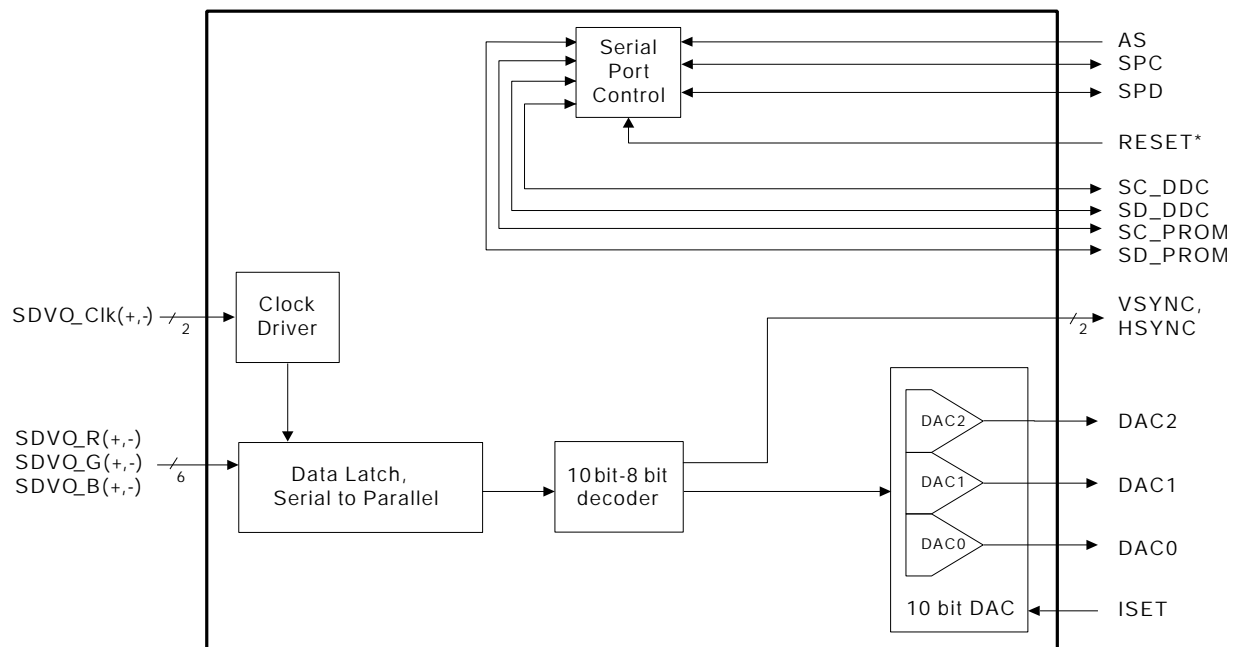 Serial
Port
Control
AS
SPC
SPD
RESET*
SC_DDC
SD_DDC
SC_PROM
SD_PROM
SDVO_Clk(+,-)
2
Clock
Driver
2
VSYNC,
HSYNC
SDVO_R(+,-)
SDVO_G(+,-)
SDVO_B(+,-)
6
Data Latch,
Serial to Parallel
10bit-8 bit
decoder
DAC2
DAC1
DAC0
10 bit DAC
DAC2
DAC1
DAC0
ISET